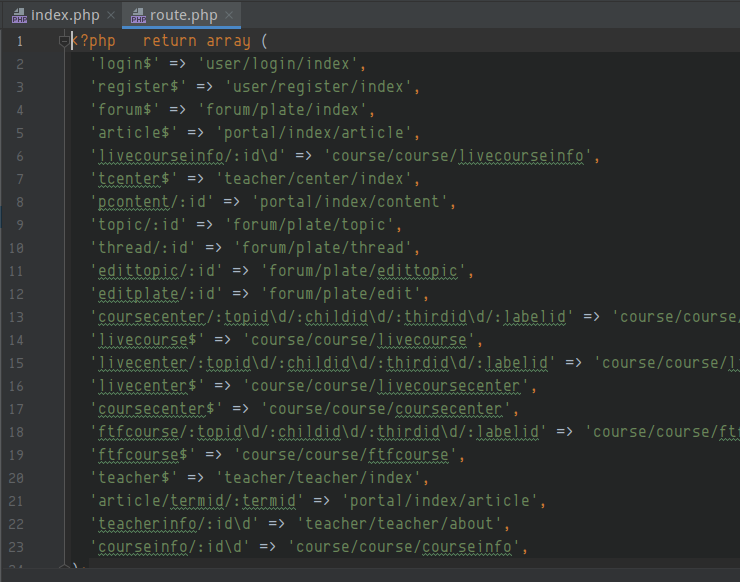 index.php × route.php ×
1 <?php return array (
2 'login$' => 'user/login/index',
3 'register$' => 'user/register/index',
4 'forum$' => 'forum/plate/index',
5 'article$' => 'portal/index/article',
6 'livecourseinfo/:id\d' => 'course/course/livecourseinfo',
7 'tcenter$' => 'teacher/center/index',
8 'pcontent/:id' => 'portal/index/content',
9 'topic/:id' => 'forum/plate/topic',
10 'thread/:id' => 'forum/plate/thread',
11 'edittopic/:id' => 'forum/plate/edittopic',
12 'editplate/:id' => 'forum/plate/edit',
13 'coursecenter/:topid\d/:childid\d/:thirdid\d/:labelid' => 'course/course/
14 'livecourse$' => 'course/course/livecourse',
15 'livecenter/:topid\d/:childid\d/:thirdid\d/:labelid' => 'course/course/li
16 'livecenter$' => 'course/course/livecoursecenter',
17 'coursecenter$' => 'course/course/coursecenter',
18 'ftfcourse/:topid\d/:childid\d/:thirdid\d/:labelid' => 'course/course/ftf
19 'ftfcourse$' => 'course/course/ftfcourse',
20 'teacher$' => 'teacher/teacher/index',
21 'article/termid/:termid' => 'portal/index/article',
22 'teacherinfo/:id\d' => 'teacher/teacher/about',
23 'courseinfo/:id\d' => 'course/course/courseinfo',